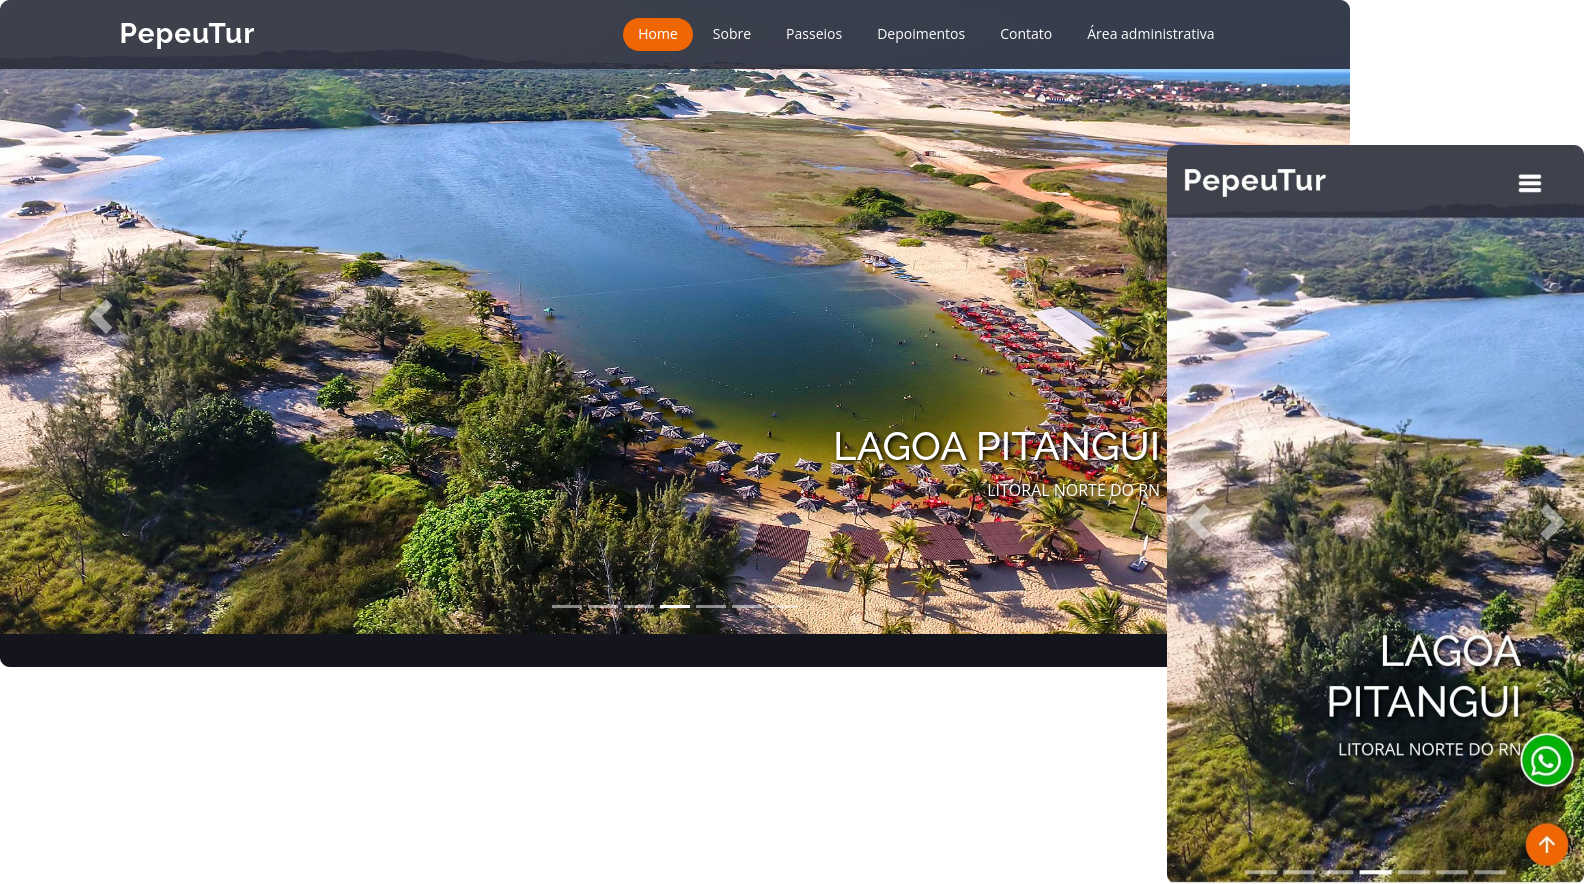 PepeuTur
Home Sobre Passeios Depoimentos Contato Área administrativa
LAGOA PITANGUI
LITORAL NORTE DO RN
PepeuTur
LAGOA
PITANGUI
LITORAL NORTE DO RN